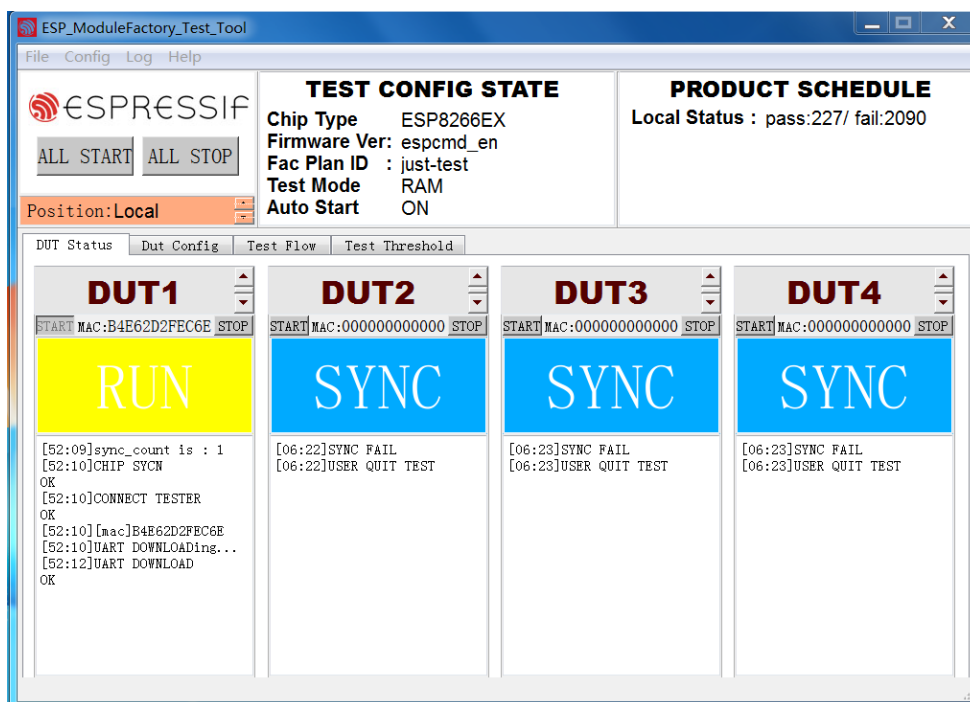 ESP_ModuleFactory_Test_Tool
File Config Log Help
ESPRESSIF
ALL START ALL STOP
Position:Local
TEST CONFIG STATE
Chip Type ESP8266EX
Firmware Ver: espcmd_en
Fac Plan ID : just-test
Test Mode RAM
Auto Start ON
PRODUCT SCHEDULE
Local Status : pass:227/ fail:2090
DUT Status Dut Config Test Flow Test Threshold
DUT1
START MAC:B4E62D2FEC6E STOP
RUN
[52:09]sync_count is : 1
[52:10]CHIP SYCN
OK
[52:10]CONNECT TESTER
OK
[52:10][mac]B4E62D2FEC6E
[52:10]UART DOWNLOADing...
[52:12]UART DOWNLOAD
OK
DUT2
START MAC:000000000000 STOP
SYNC
[06:22]SYNC FAIL
[06:22]USER QUIT TEST
DUT3
START MAC:000000000000 STOP
SYNC
[06:23]SYNC FAIL
[06:23]USER QUIT TEST
DUT4
START MAC:000000000000 STOP
SYNC
[06:23]SYNC FAIL
[06:23]USER QUIT TEST